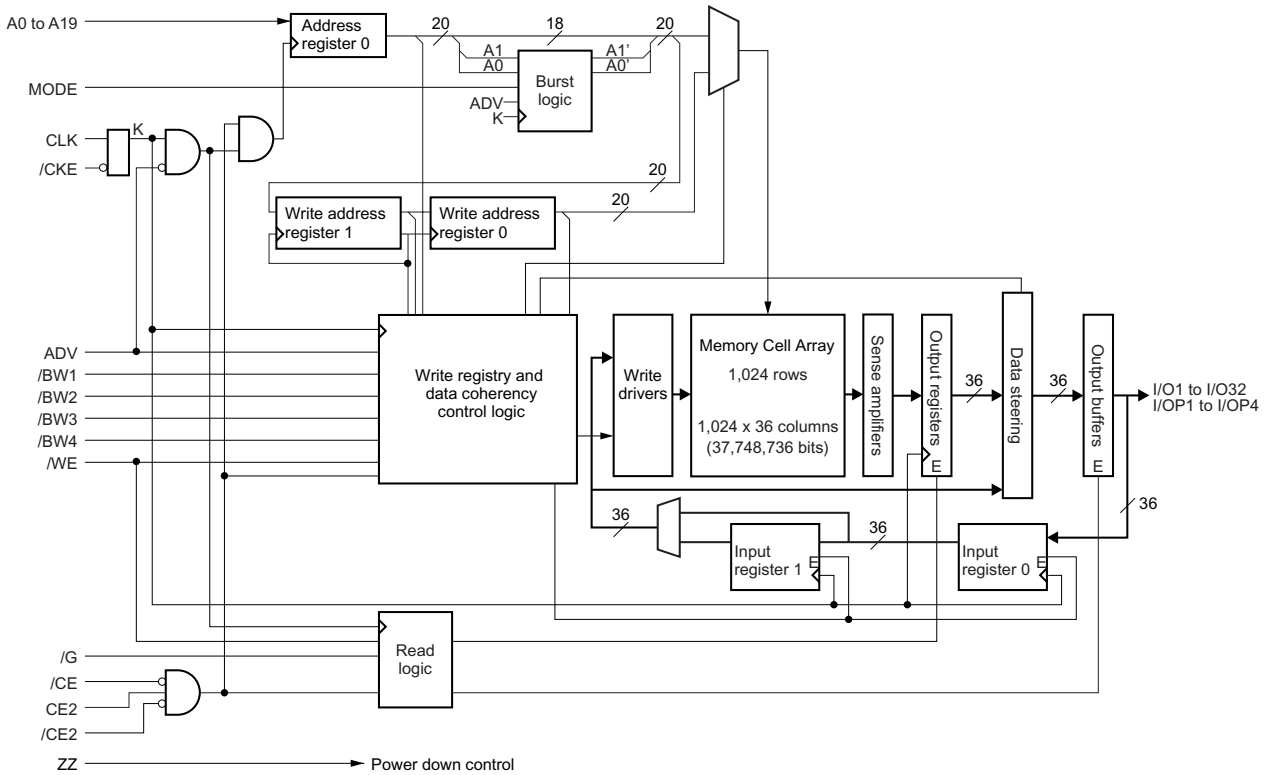 A0 to A19
Address
register 0
20
18
20
A1
A0
A1’
A0’
MODE
Burst
logic
ADV
K
CLK
K
/CKE
20
20
Write address
register 1
Write address
register 0
ADV
/BW1
/BW2
/BW3
/BW4
/WE
Write registry and
data coherency
control logic
Write
drivers
Memory Cell Array
1,024 rows
1,024 x 36 columns
(37,748,736 bits)
Sense amplifiers
Output registers
E
36
Data steering
36
Output buffers
E
I/O1 to I/O32
I/OP1 to I/OP4
36
36
Input
register 1
E
36
Input
register 0
E
/G
/CE
CE2
/CE2
Read
logic
ZZ
Power down control